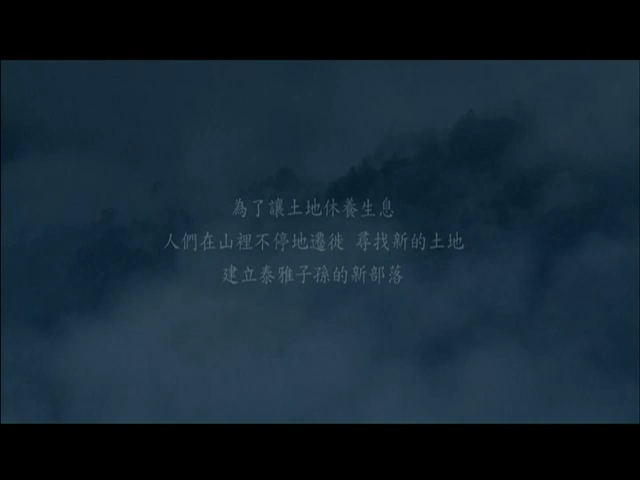 為了讓土地休養生息
人們在山裡不停地遷徙 尋找新的土地
建立泰雅子孫的新部落